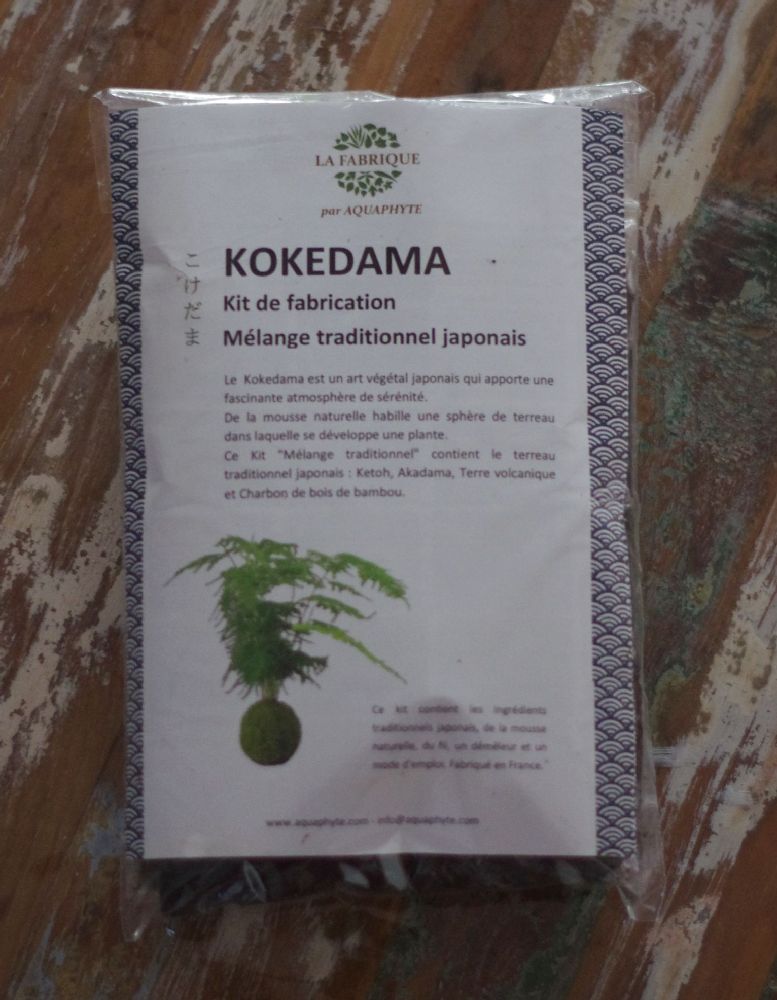 LA FABRIQUE
par AQUAPHYTE
こけだま
KOKEDAMA
Kit de fabrication
Mélange traditionnel japonais
Le Kokedama est un art végétal japonais qui apporte une
fascinante atmosphère de sérénité.
De la mousse naturelle habille une sphère de terreau
dans laquelle se développe une plante.
Ce Kit "Mélange traditionnel" contient le terreau
traditionnel japonais : Ketoh, Akadama, Terre volcanique
et Charbon de bois de bambou.
Ce kit contient les ingrédients
traditionnels japonais, de la mousse
naturelle, du fil, un démêleur et un
mode d'emploi. Fabriqué en France.
www.aquaphyte.com - info@aquaphyte.com